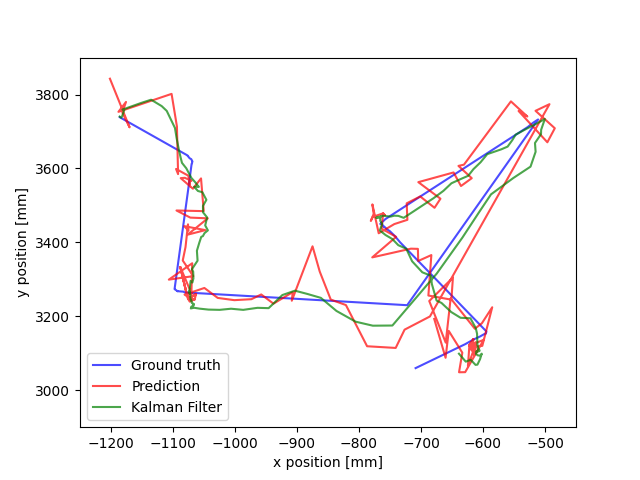 3800
3600
3400
3200
3000
y position [mm]
Ground truth
Prediction
Kalman Filter
−1200 −1100 −1000 −900 −800 −700 −600 −500
x position [mm]